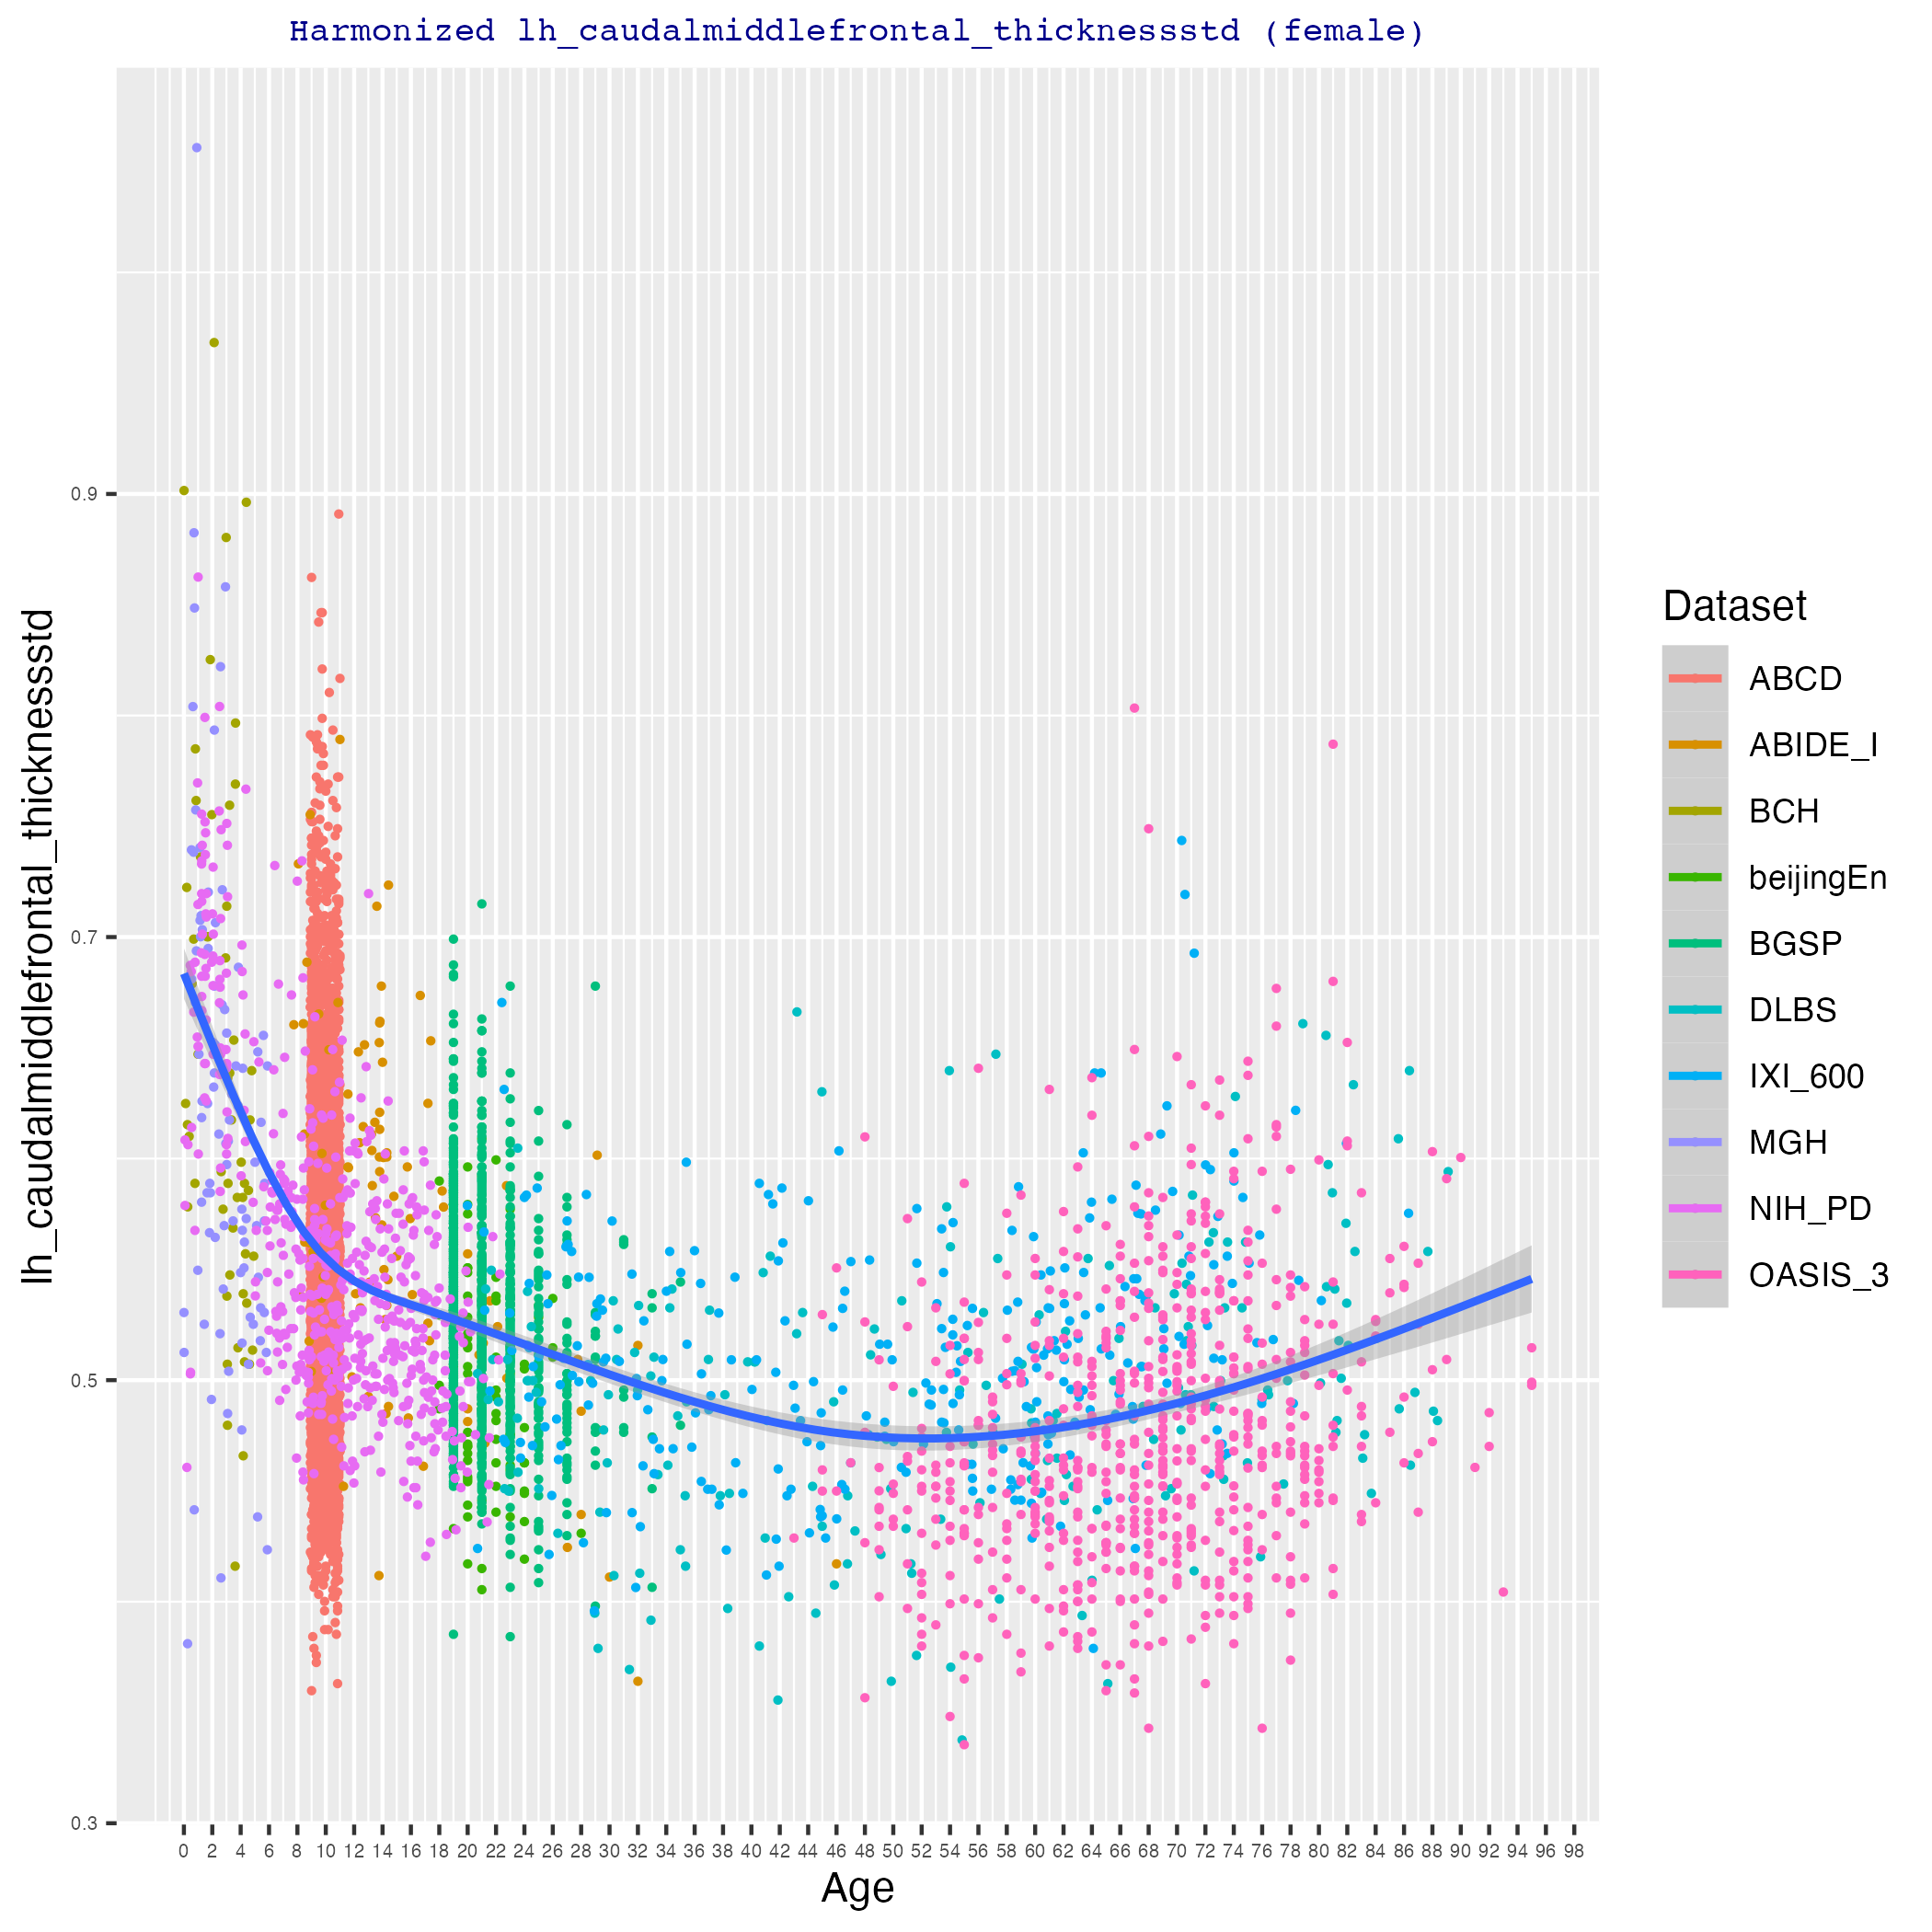 Harmonized lh_caudalmiddlefrontal_thicknessstd (female)
lh_caudalmiddlefrontal_thicknessstd
0.9
0.7
0.5
0.3
0 2 4 6 8 10 12 14 16 18 20 22 24 26 28 30 32 34 36 38 40 42 44 46 48 50 52 54 56 58 60 62 64 66 68 70 72 74 76 78 80 82 84 86 88 90 92 94 96 98
Age
Dataset
ABCD
ABIDE_I
BCH
beijingEn
BGSP
DLBS
IXI_600
MGH
NIH_PD
OASIS_3